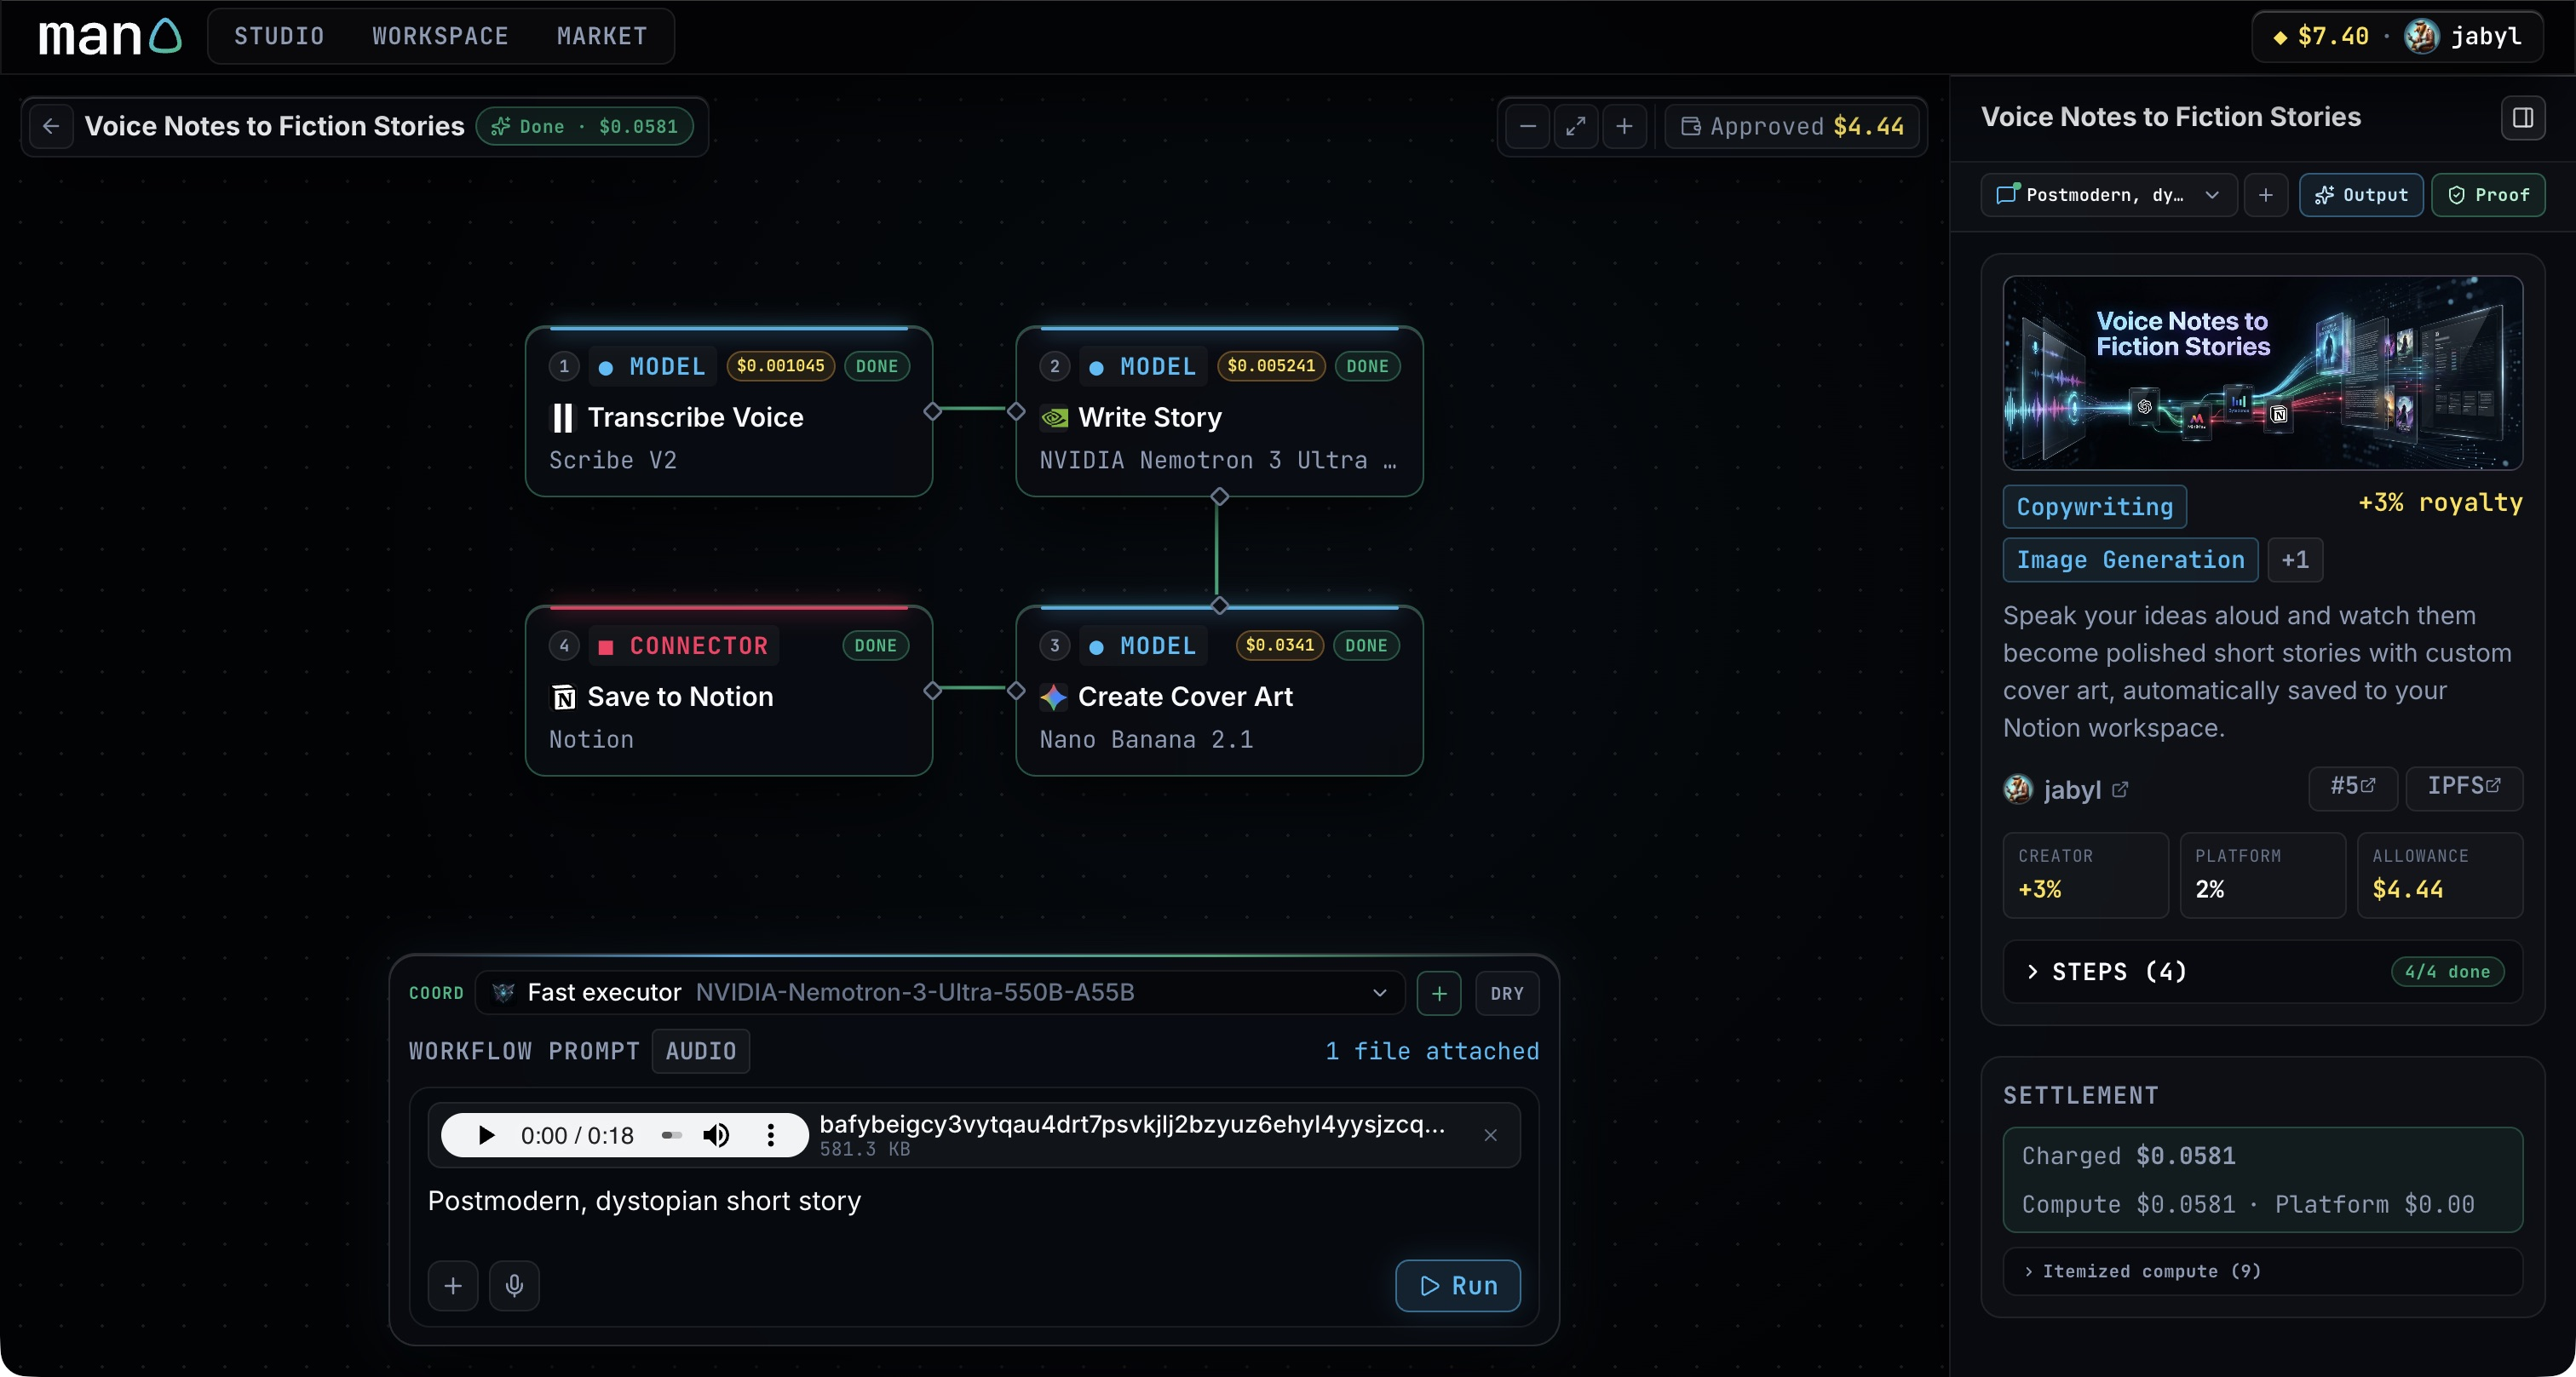 man
STUDIO
WORKSPACE
MARKET
$7.40 · jabyl
Voice Notes to Fiction Stories
Done · $0.0581
Approved $4.44
1 MODEL $0.001045 DONE
Transcribe Voice
Scribe V2
2 MODEL $0.005241 DONE
Write Story
NVIDIA Nemotron 3 Ultra …
4 CONNECTOR DONE
Save to Notion
Notion
3 MODEL $0.0341 DONE
Create Cover Art
Nano Banana 2.1
COORD Fast executor NVIDIA-Nemotron-3-Ultra-550B-A55B DRY
WORKFLOW PROMPT AUDIO 1 file attached
0:00 / 0:18
bafybeigcy3vytqau4drt7psvkjlj2bzyuz6ehyl4yysjzcq...
581.3 KB
Postmodern, dystopian short story
Run
Voice Notes to Fiction Stories
Postmodern, dy… Output Proof
Voice Notes to
Fiction Stories
Copywriting +3% royalty
Image Generation +1
Speak your ideas aloud and watch them
become polished short stories with custom
cover art, automatically saved to your
Notion workspace.
jabyl #5 IPFS
CREATOR
+3%
PLATFORM
2%
ALLOWANCE
$4.44
STEPS (4) 4/4 done
SETTLEMENT
Charged $0.0581
Compute $0.0581 · Platform $0.00
Itemized compute (9)